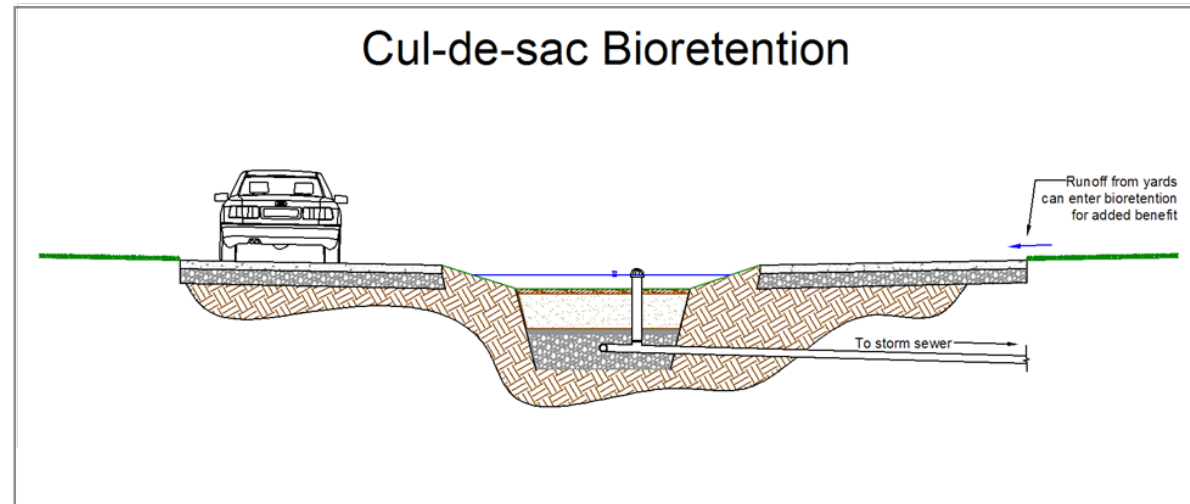 Cul-de-sac Bioretention
Runoff from yards
can enter bioretention
for added benefit
To storm sewer